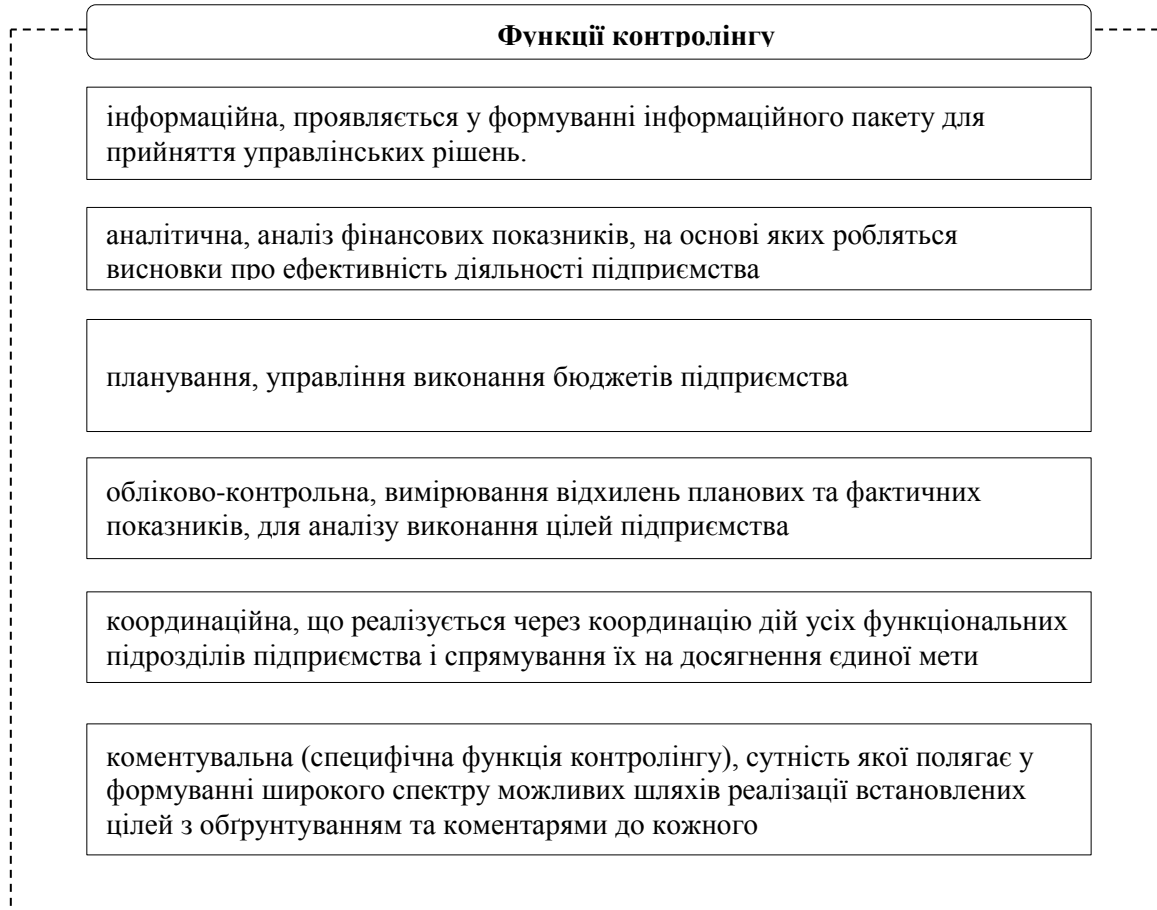 Функції контролінгу
інформаційна, проявляється у формуванні інформаційного пакету для
прийняття управлінських рішень.
аналітична, аналіз фінансових показників, на основі яких робляться
висновки про ефективність діяльності підприємства
планування, управління виконання бюджетів підприємства
обліково-контрольна, вимірювання відхилень планових та фактичних
показників, для аналізу виконання цілей підприємства
координаційна, що реалізується через координацію дій усіх функціональних
підрозділів підприємства і спрямування їх на досягнення єдиної мети
коментувальна (специфічна функція контролінгу), сутність якої полягає у
формуванні широкого спектру можливих шляхів реалізації встановлених
цілей з обґрунтуванням та коментарями до кожного